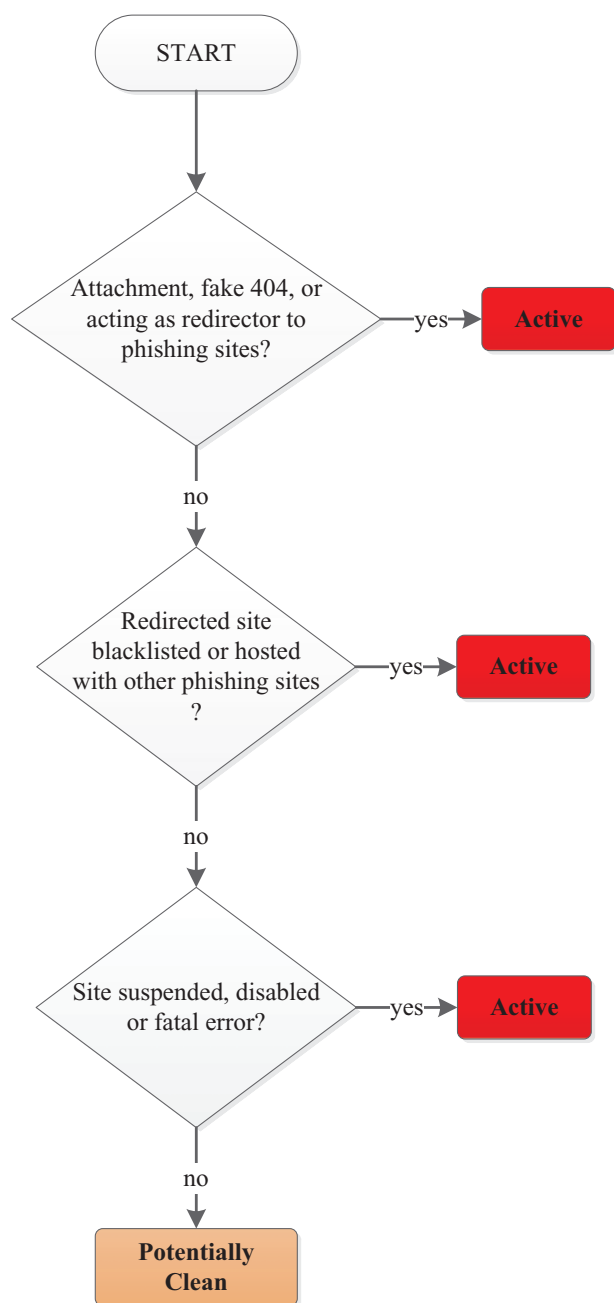 START
Attachment, fake 404, or
acting as redirector to
phishing sites?
yes
Active
no
Redirected site
blacklisted or hosted
with other phishing sites
?
yes
Active
no
Site suspended, disabled
or fatal error?
yes
Active
no
Potentially
Clean